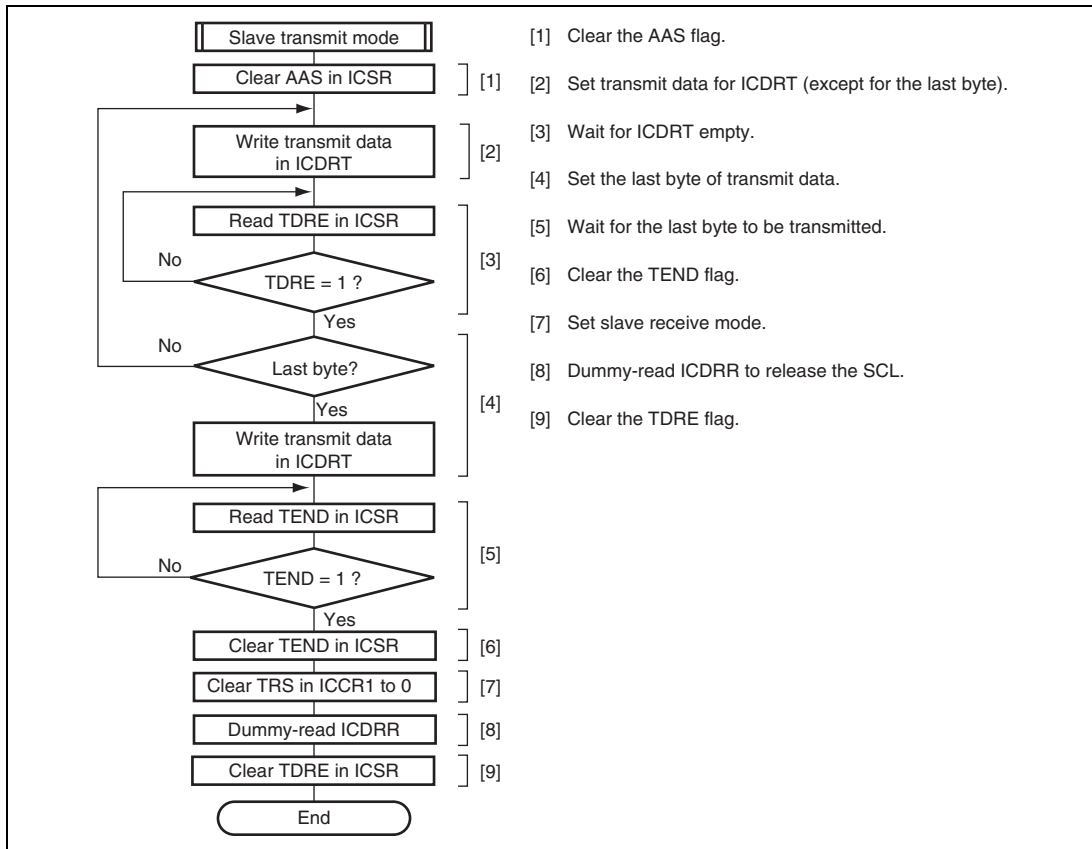 Slave transmit mode
Clear AAS in ICSR
[1]
Write transmit data
in ICDRT
[2]
Read TDRE in ICSR
No
TDRE = 1 ?
[3]
Yes
No
Last byte?
Yes
[4]
Write transmit data
in ICDRT
Read TEND in ICSR
No
TEND = 1 ?
[5]
Yes
Clear TEND in ICSR
[6]
Clear TRS in ICCR1 to 0
[7]
Dummy-read ICDRR
[8]
Clear TDRE in ICSR
[9]
End
[1] Clear the AAS flag.
[2] Set transmit data for ICDRT (except for the last byte).
[3] Wait for ICDRT empty.
[4] Set the last byte of transmit data.
[5] Wait for the last byte to be transmitted.
[6] Clear the TEND flag.
[7] Set slave receive mode.
[8] Dummy-read ICDRR to release the SCL.
[9] Clear the TDRE flag.